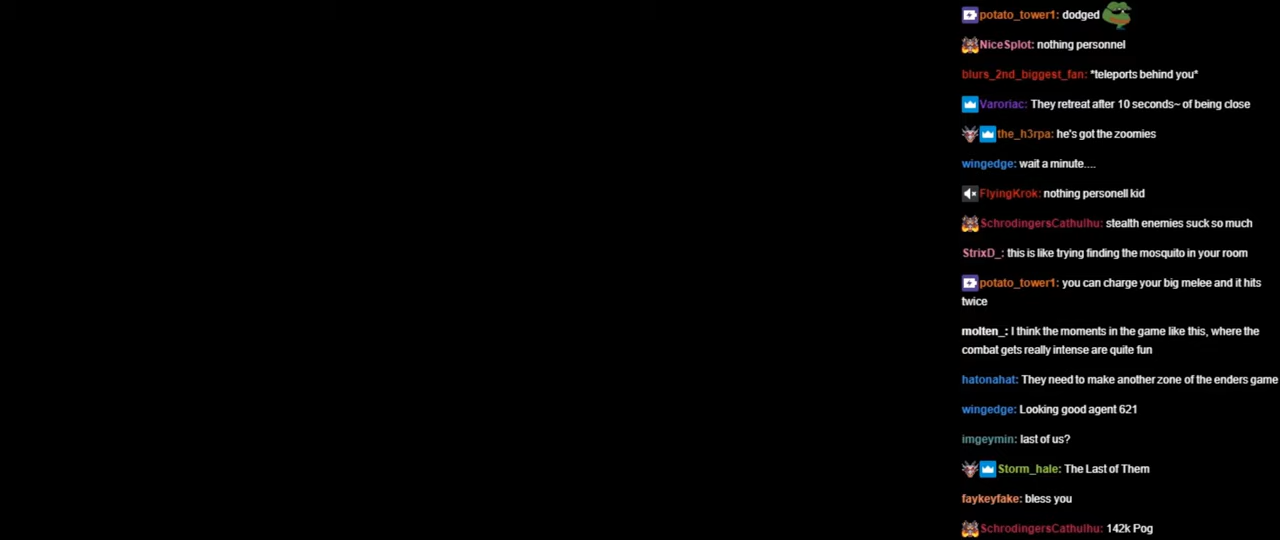 potato_tower1: dodged
NiceSplot: nothing personnel
blurs_2nd_biggest_fan: *teleports behind you*
Varoriac: They retreat after 10 seconds~ of being close
the_h3rpa: he's got the zoomies
wingedge: wait a minute....
FlyingKrok: nothing personell kid
SchrodingersCathulhu: stealth enemies suck so much
StrixD_: this is like trying finding the mosquito in your room
potato_tower1: you can charge your big melee and it hits
twice
molten_: I think the moments in the game like this, where the
combat gets really intense are quite fun
hatonahat: They need to make another zone of the enders game
wingedge: Looking good agent 621
imgeymin: last of us?
Storm_hale: The Last of Them
faykeyfake: bless you
SchrodingersCathulhu: 142k Pog